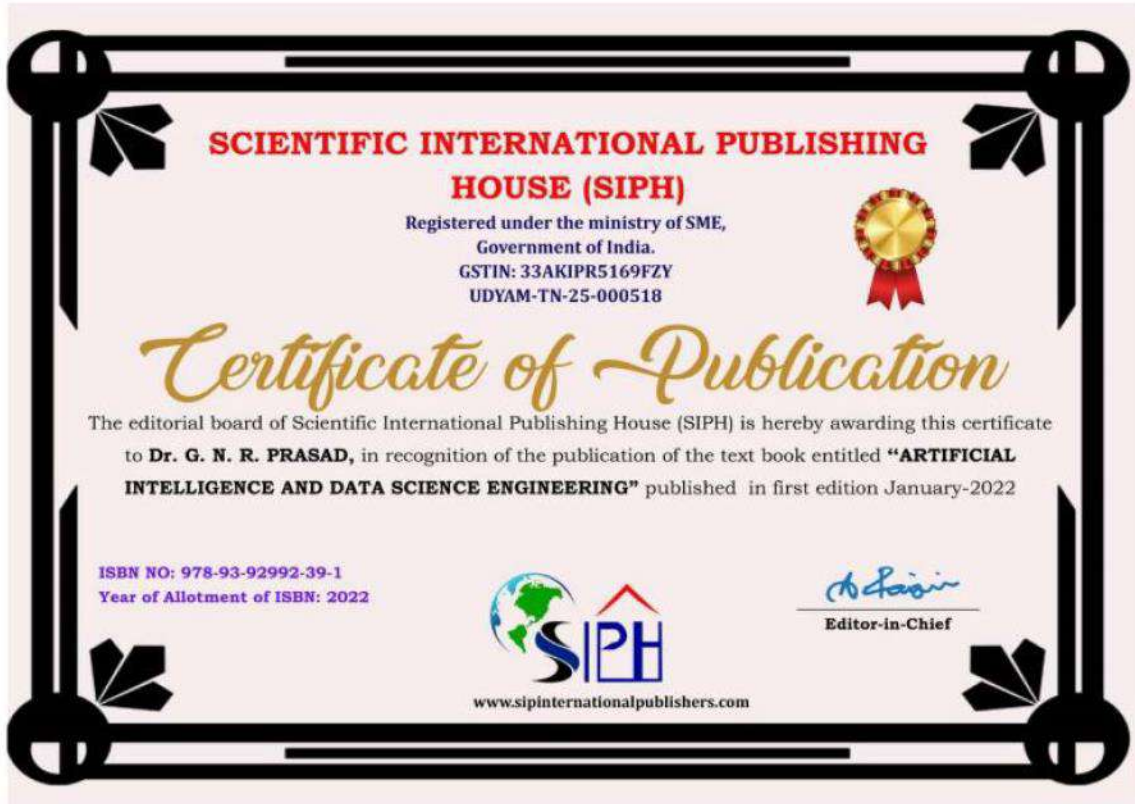 SCIENTIFIC INTERNATIONAL PUBLISHING
HOUSE (SIPH)
Registered under the ministry of SME,
Government of India.
GSTIN: 33AKIPR5169FZY
UDYAM-TN-25-000518
Certificate of Publication
The editorial board of Scientific International Publishing House (SIPH) is hereby awarding this certificate
to Dr. G. N. R. PRASAD, in recognition of the publication of the text book entitled “ARTIFICIAL
INTELLIGENCE AND DATA SCIENCE ENGINEERING” published in first edition January-2022
ISBN NO: 978-93-92992-39-1
Year of Allotment of ISBN: 2022
SIPH
www.sipinternationalpublishers.com
Editor-in-Chief